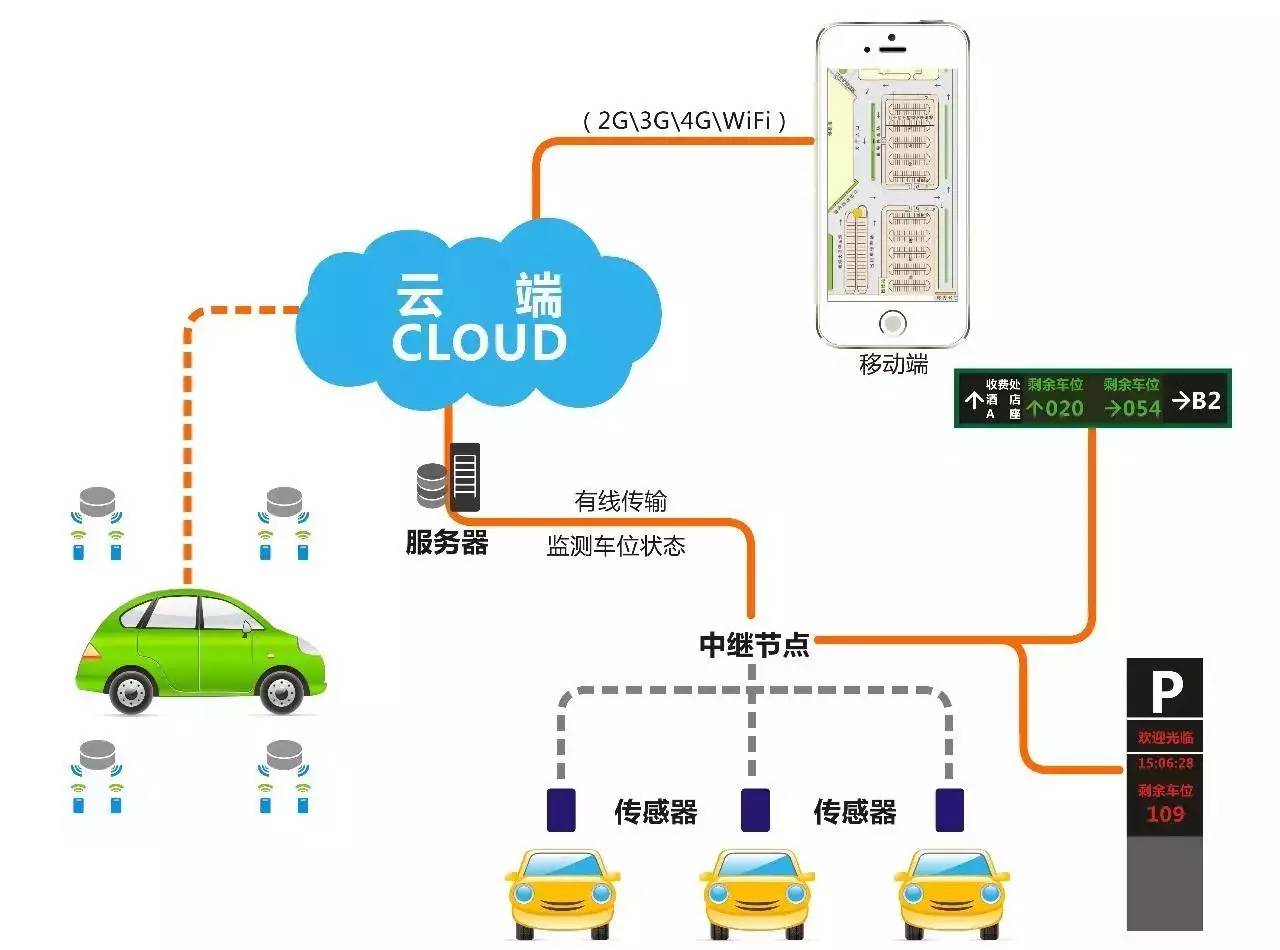 （2G\3G\4G\WiFi）
云 端
CLOUD
移动端
收费处
酒 店
A 座
剩余车位
↑020
剩余车位
→054
→B2
服务器
有线传输
监测车位状态
中继节点
P
欢迎光临
15:06:28
剩余车位
109
传感器
传感器